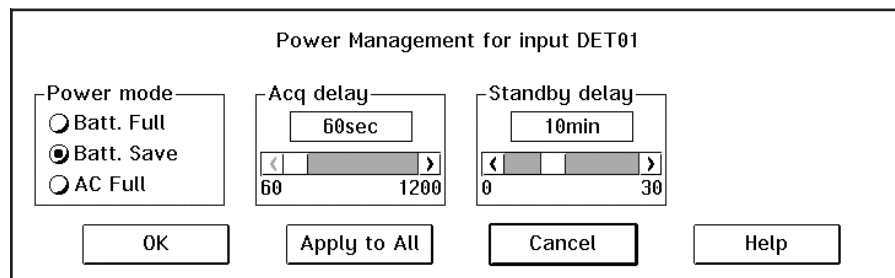 Power Management for input DET01
Power mode
Batt. Full
Batt. Save
AC Full
Acq delay
60sec
60 1200
Standby delay
10min
0 30
OK Apply to All Cancel Help